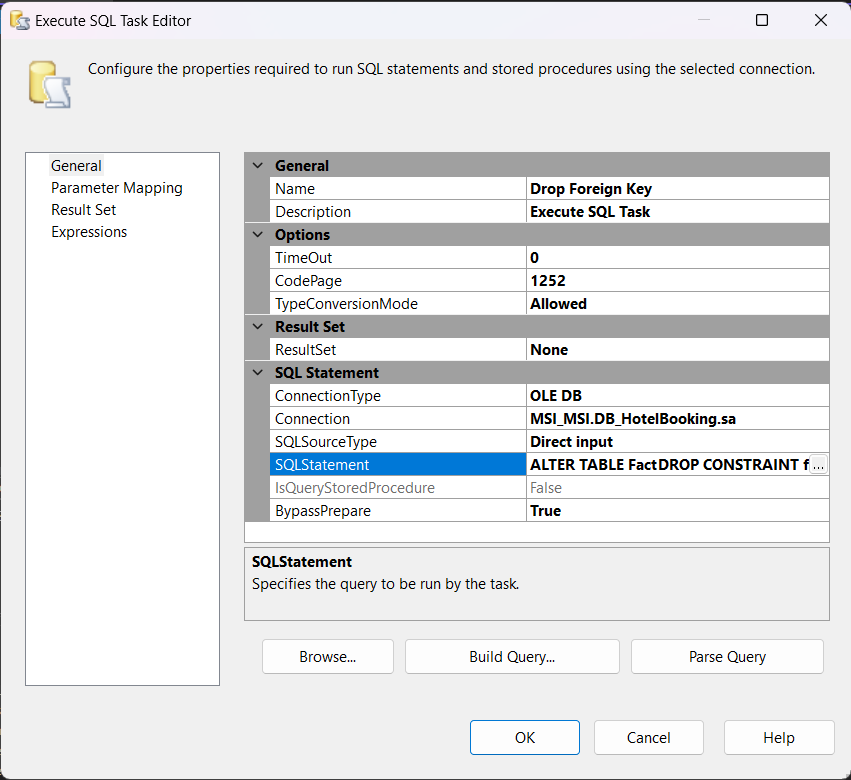 Execute SQL Task Editor
Configure the properties required to run SQL statements and stored procedures using the selected connection.
General
Parameter Mapping
Result Set
Expressions
General
Name Drop Foreign Key
Description Execute SQL Task
Options
TimeOut 0
CodePage 1252
TypeConversionMode Allowed
Result Set
ResultSet None
SQL Statement
ConnectionType OLE DB
Connection MSI_MSI.DB_HotelBooking.sa
SQLSourceType Direct input
SQLStatement ALTER TABLE FactDROP CONSTRAINT f ...
IsQueryStoredProcedure False
BypassPrepare True
SQLStatement
Specifies the query to be run by the task.
Browse... Build Query... Parse Query
OK Cancel Help